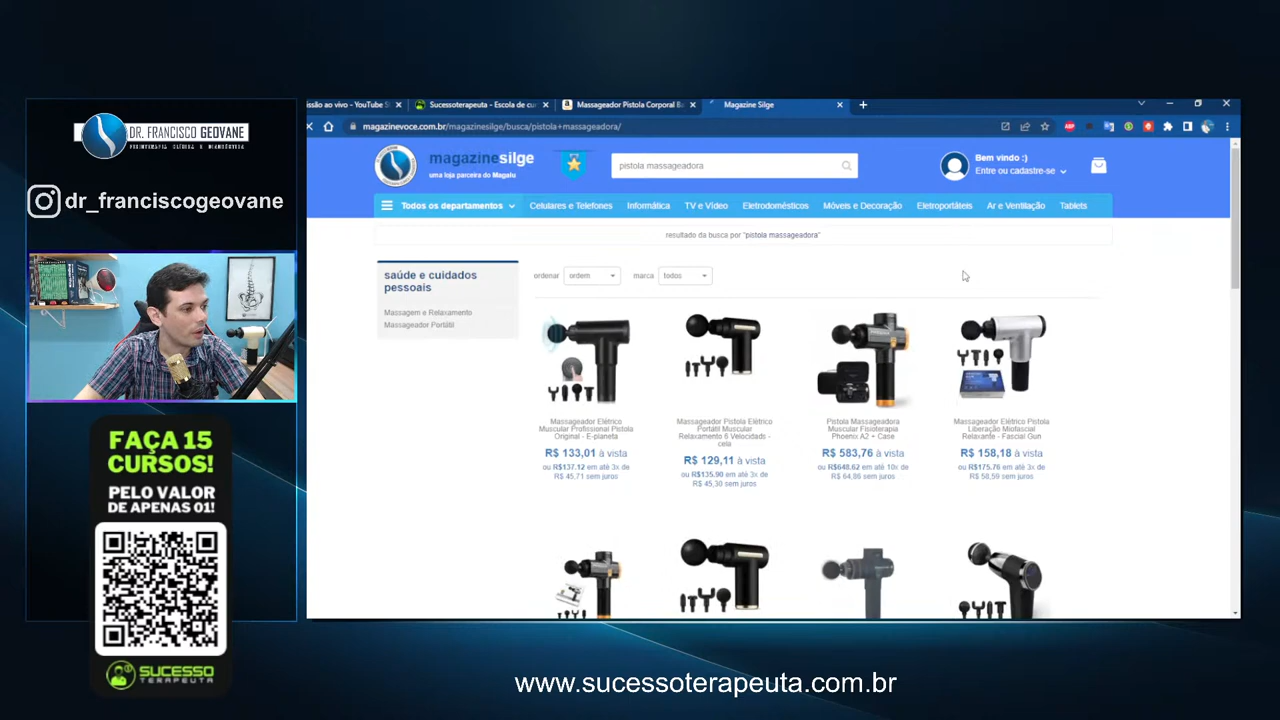 DR. FRANCISCO GEOVANE
dr_franciscogeovane
FAÇA 15
CURSOS!
PELO VALOR
DE APENAS 01!
SUCESSO
TERAPEUTA
issão ao vivo - YouTube S
Sucessoterapeuta - Escola de cur
Massageador Pistola Corporal B
Magazine Silge
magazinevoce.com.br/magazinesilge/busca/pistola+massageadora/
magazinesilge
uma loja parceira do Magalu
pistola massageadora
Bem vindo :)
Entre ou cadastre-se
Todos os departamentos
Celulares e Telefones
Informática
TV e Vídeo
Eletrodomésticos
Móveis e Decoração
Eletroportáteis
Ar e Ventilação
Tablets
resultado da busca por "pistola massageadora"
saúde e cuidados
pessoais
Massagem e Relaxamento
Massageador Portátil
ordenar ordem marca todos
Massageador Elétrico
Muscular Profissional Pistola
Original - E-planeta
R$ 133,01 à vista
ou R$137.12 em até 3x de
R$ 45,71 sem juros
Massageador Pistola Elétrico
Portátil Muscular
Relaxamento 6 Velocidads -
cela
R$ 129,11 à vista
ou R$135.90 em até 3x de
R$ 45,30 sem juros
Pistola Massageadora
Muscular Fisioterapia
Phoenix A2 + Case
R$ 583,76 à vista
ou R$648.62 em até 10x de
R$ 64,86 sem juros
Massageador Elétrico Pistola
Liberação Miofascial
Relaxante - Fascial Gun
R$ 158,18 à vista
ou R$175.76 em até 3x de
R$ 58,59 sem juros
www.sucessoterapeuta.com.br